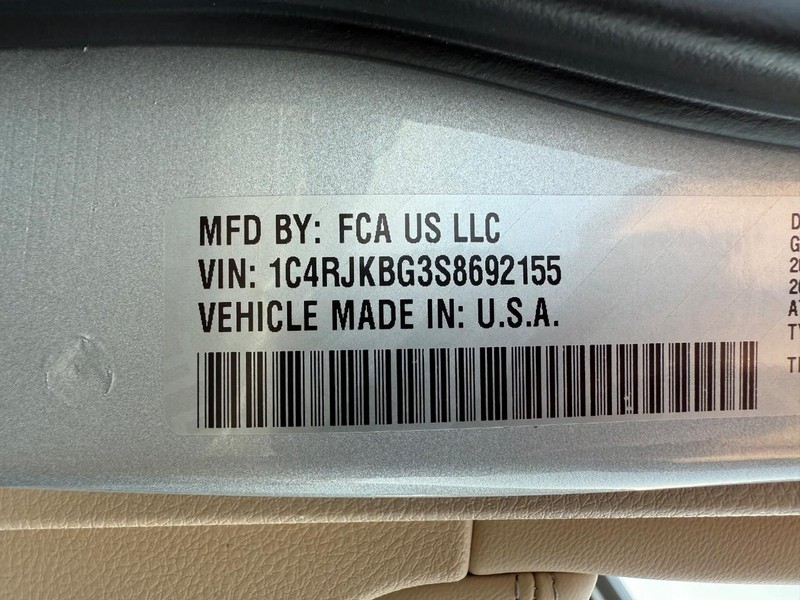 MFD BY: FCA US LLC
VIN: 1C4RJKBG3S8692155
VEHICLE MADE IN: U.S.A.